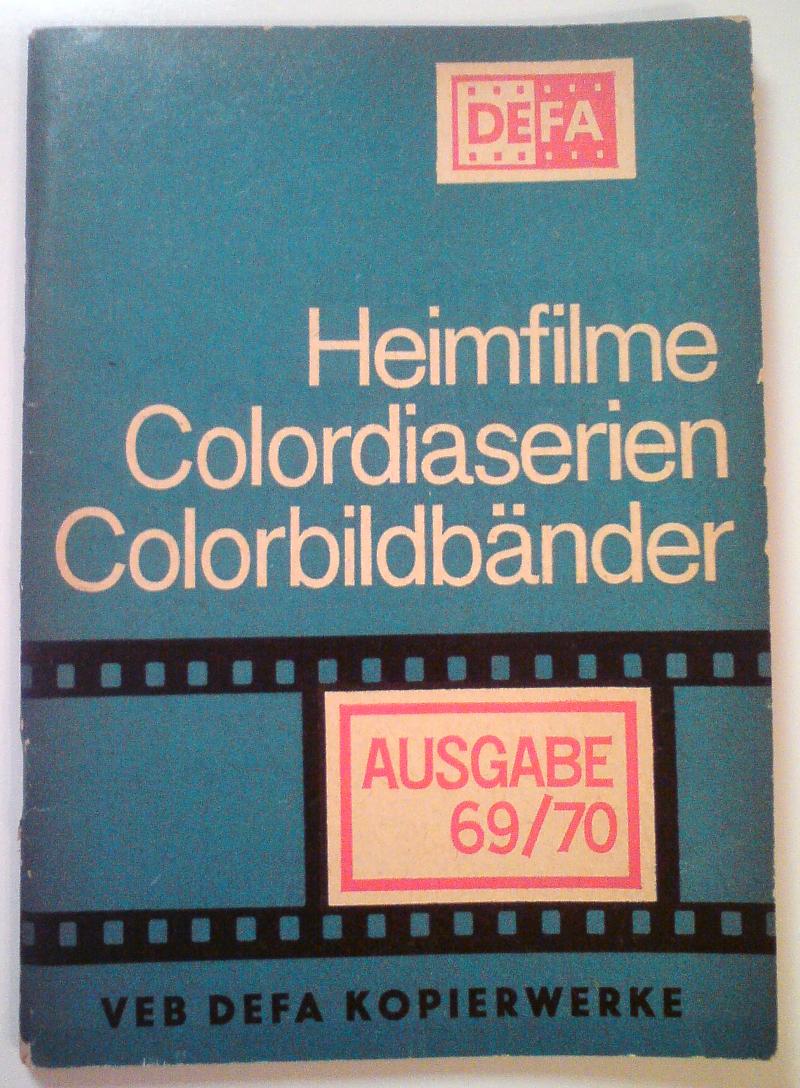 DEFA
Heimfilme
Colordiaserien
Colorbildbänder
AUSGABE
69/70
VEB DEFA KOPIERWERKE